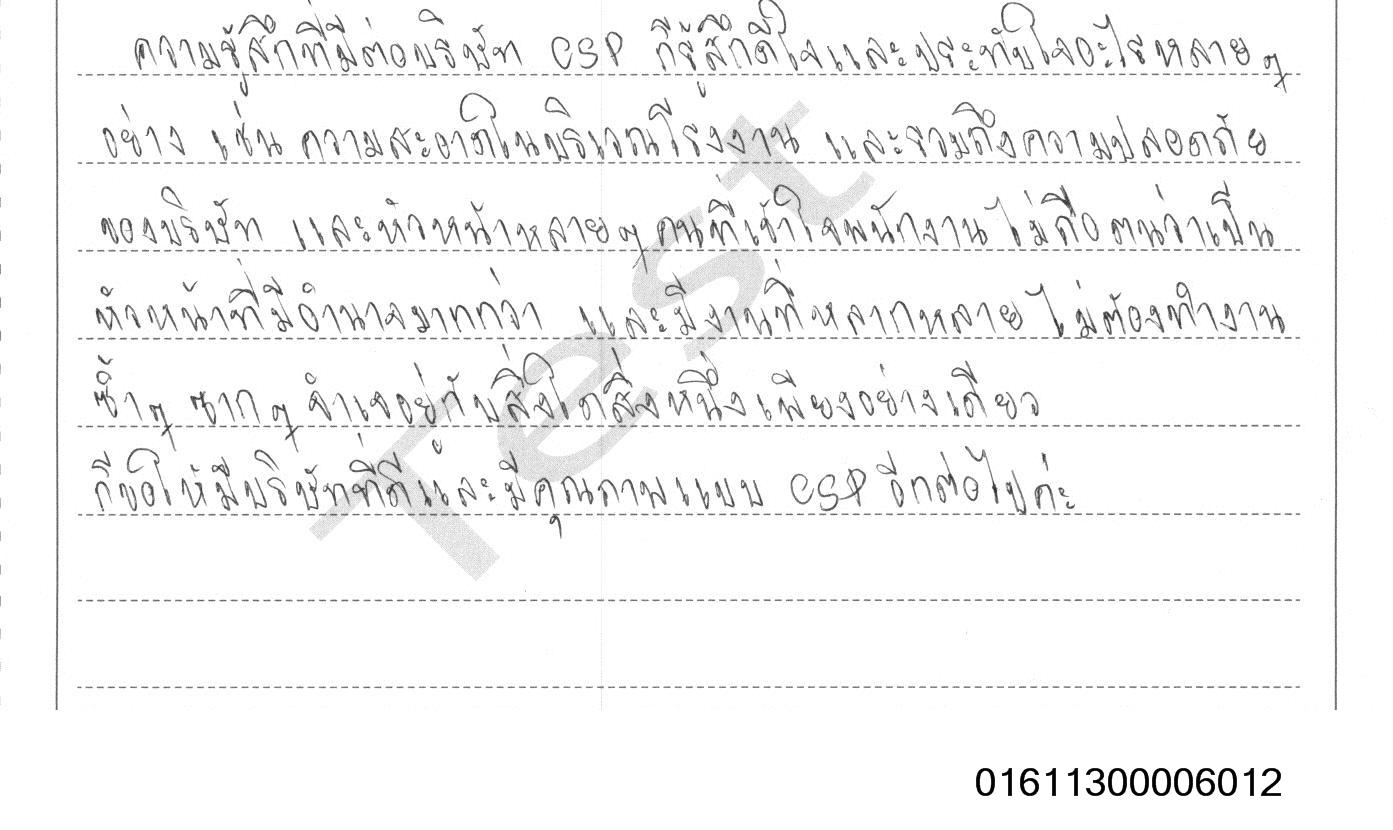 ความรู้สึกที่มีต่อบริษัท CSP ก็รู้สึกดีใจและประทับใจอะไรหลาย ๆ
อย่าง เช่น ความสะอาดในบริเวณโรงงาน และรวมถึงความปลอดภัย
ของบริษัท และหัวหน้าหลายๆ คนที่เข้าใจพนักงาน ไม่ถือตนว่าเป็น
หัวหน้าที่มีอำนาจมากกว่า และมีงานที่หลากหลาย ไม่ต้องทำงาน
ซ้ำๆ ซากๆ จำเจอยู่กับสิ่งใดสิ่งหนึ่งเพียงอย่างเดียว
ก็ขอให้มีบริษัทที่ดีและมีคุณภาพแบบ CSP อีกต่อไปค่ะ
Test
01611300006012